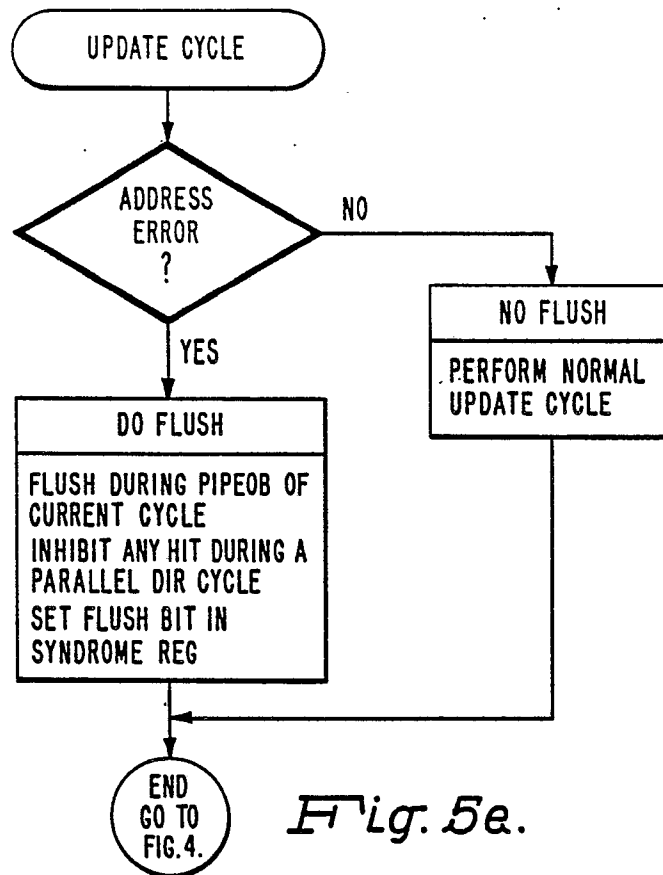 UPDATE CYCLE
ADDRESS
ERROR
?
NO
YES
NO FLUSH
PERFORM NORMAL
UPDATE CYCLE
DO FLUSH
FLUSH DURING PIPEOB OF
CURRENT CYCLE
INHIBIT ANY HIT DURING A
PARALLEL DIR CYCLE
SET FLUSH BIT IN
SYNDROME REG
END
GO TO
FIG.4.
Fig. 5e.